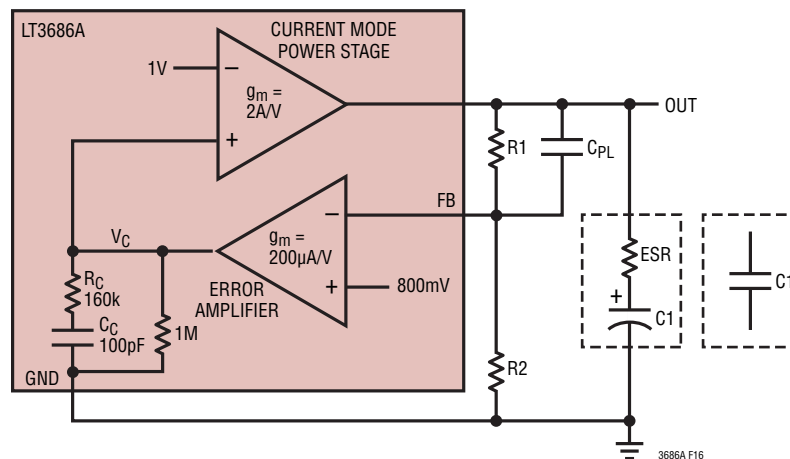 LT3686A
CURRENT MODE
POWER STAGE
1V
−
gm =
2A/V
+
OUT
R1
CPL
FB
−
gm =
200µA/V
+
800mV
ERROR
AMPLIFIER
VC
RC
160k
CC
100pF
1M
GND
ESR
+
C1
C1
R2
3686A F16